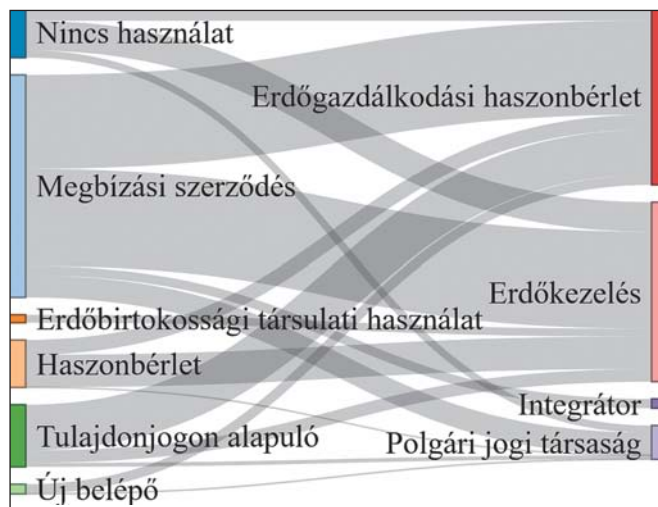 Nincs használat
Megbízási szerződés
Erdőbirtokossági társulati használat
Haszonbérlet
Tulajdonjogon alapuló
Új belépő
Erdőgazdálkodási haszonbérlet
Erdőkezelés
Integrátor
Polgári jogi társaság